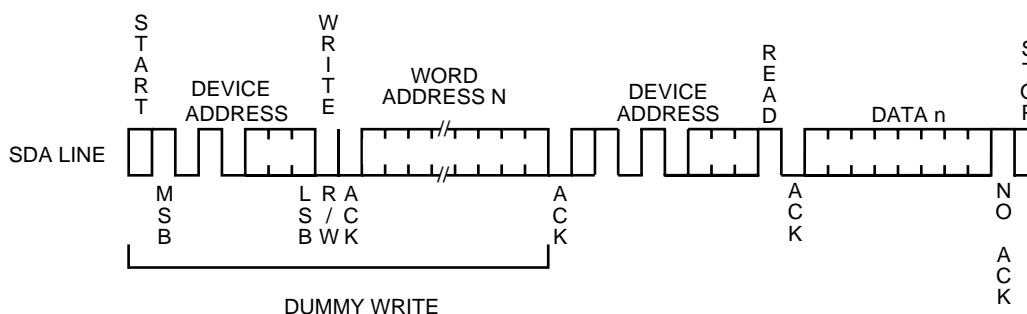 START
WRITE
READ
STOP
DEVICE
ADDRESS
WORD
ADDRESS N
DEVICE
ADDRESS
DATA n
SDA LINE
MSB
LSB
R/W
ACK
ACK
ACK
NO ACK
DUMMY WRITE